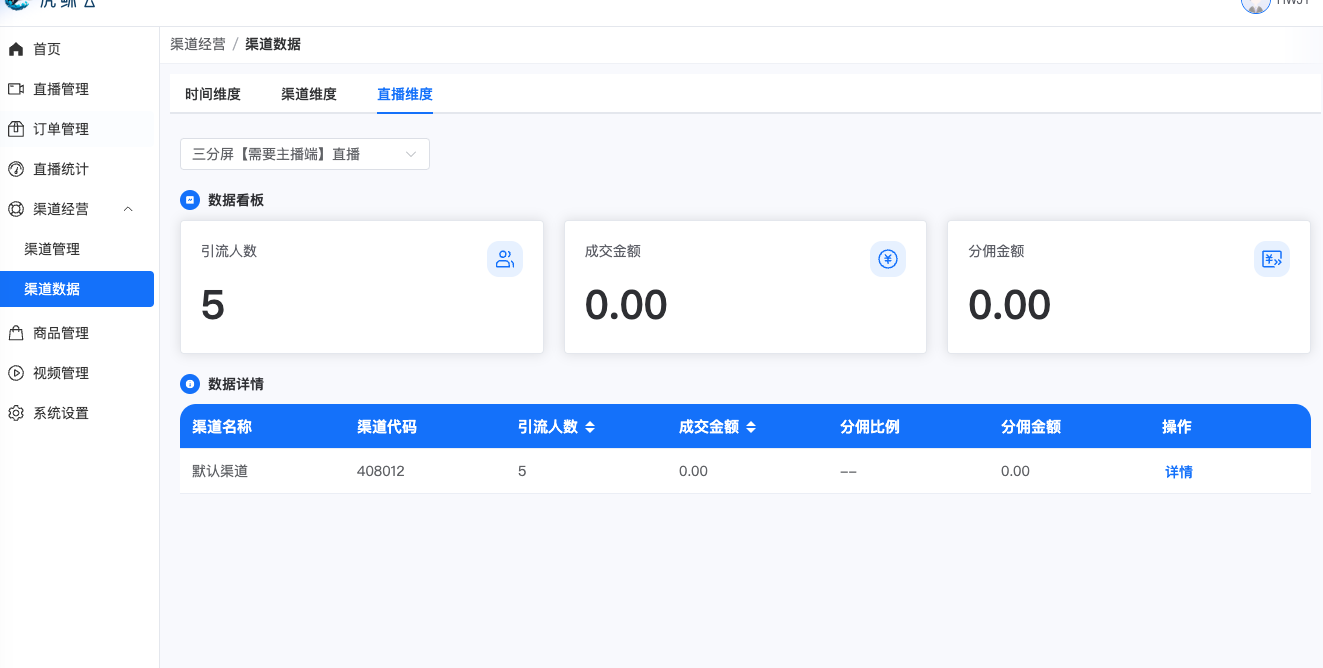 首页
直播管理
订单管理
直播统计
渠道经营
渠道管理
渠道数据
商品管理
视频管理
系统设置
渠道经营 / 渠道数据
时间维度 渠道维度 直播维度
三分屏【需要主播端】直播
数据看板
引流人数 成交金额 分佣金额
5 0.00 0.00
数据详情
渠道名称 渠道代码 引流人数 成交金额 分佣比例 分佣金额 操作
默认渠道 408012 5 0.00 -- 0.00 详情